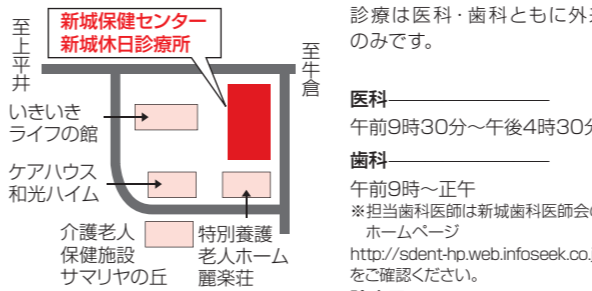 至上平井
新城保健センター
新城休日診療所
至牛倉
いきいき
ライフの館
ケアハウス
和光ハイム
介護老人
保健施設
サマリヤの丘
特別養護
老人ホーム
麗楽荘
診療は医科・歯科ともに外
のみです。
医科
午前9時30分～午後4時30分
歯科
午前9時～正午
※担当歯科医師は新城歯科医師会の
ホームページ
http://sdent-hp.web.infoseek.co.j
をご確認ください。